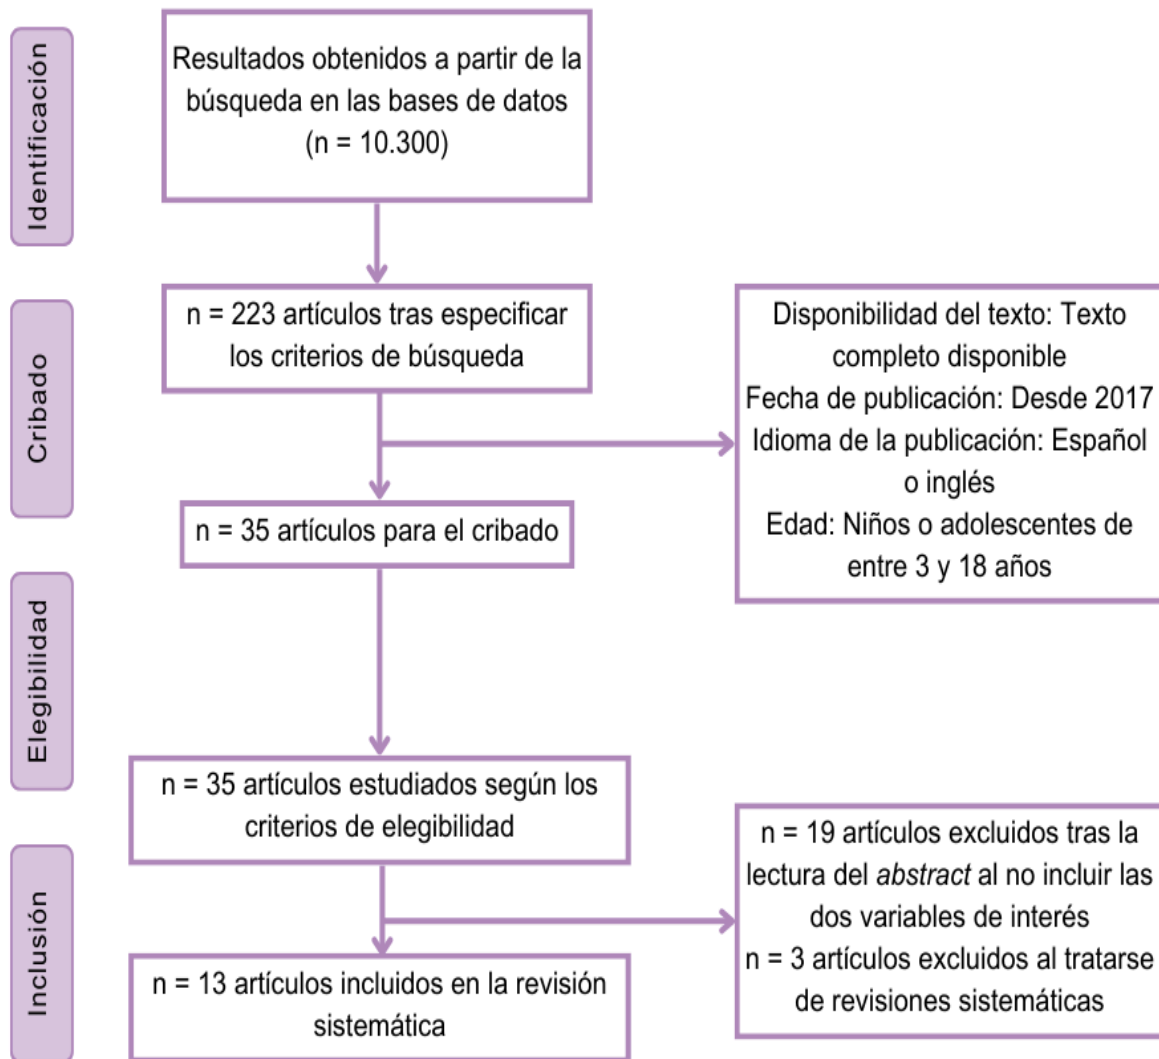 Identificación
Resultados obtenidos a partir de la
búsqueda en las bases de datos
(n = 10.300)
Cribado
n = 223 artículos tras especificar
los criterios de búsqueda
Disponibilidad del texto: Texto
completo disponible
Fecha de publicación: Desde 2017
Idioma de la publicación: Español
o inglés
Edad: Niños o adolescentes de
entre 3 y 18 años
n = 35 artículos para el cribado
Elegibilidad
n = 35 artículos estudiados según los
criterios de elegibilidad
Inclusión
n = 19 artículos excluidos tras la
lectura del abstract al no incluir las
dos variables de interés
n = 3 artículos excluidos al tratarse
de revisiones sistemáticas
n = 13 artículos incluidos en la revisión
sistemática